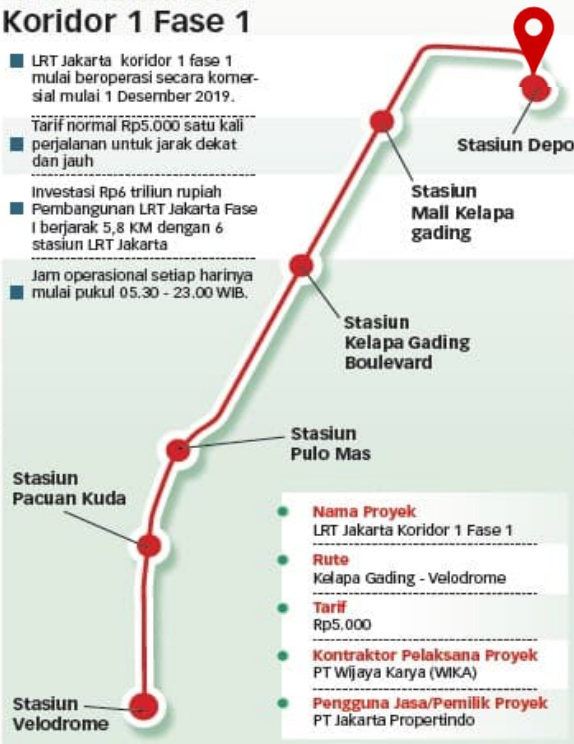 Koridor 1 Fase 1
LRT Jakarta koridor 1 fase 1
mulai beroperasi secara komer-
sial mulai 1 Desember 2019.
Tarif normal Rp5.000 satu kali
perjalanan untuk jarak dekat
dan jauh
Investasi Rp6 triliun rupiah
Pembangunan LRT Jakarta Fase
I berjarak 5,8 KM dengan 6
stasiun LRT Jakarta
Jam operasional setiap harinya
mulai pukul 05.30 - 23.00 WIB.
Stasiun Depo
Stasiun
Mall Kelapa
gading
Stasiun
Kelapa Gading
Boulevard
Stasiun
Pulo Mas
Stasiun
Pacuan Kuda
Stasiun
Velodrome
Nama Proyek
LRT Jakarta Koridor 1 Fase 1
Rute
Kelapa Gading - Velodrome
Tarif
Rp5.000
Kontraktor Pelaksana Proyek
PT Wijaya Karya (WIKA)
Pengguna Jasa/Pemilik Proyek
PT Jakarta Propertindo